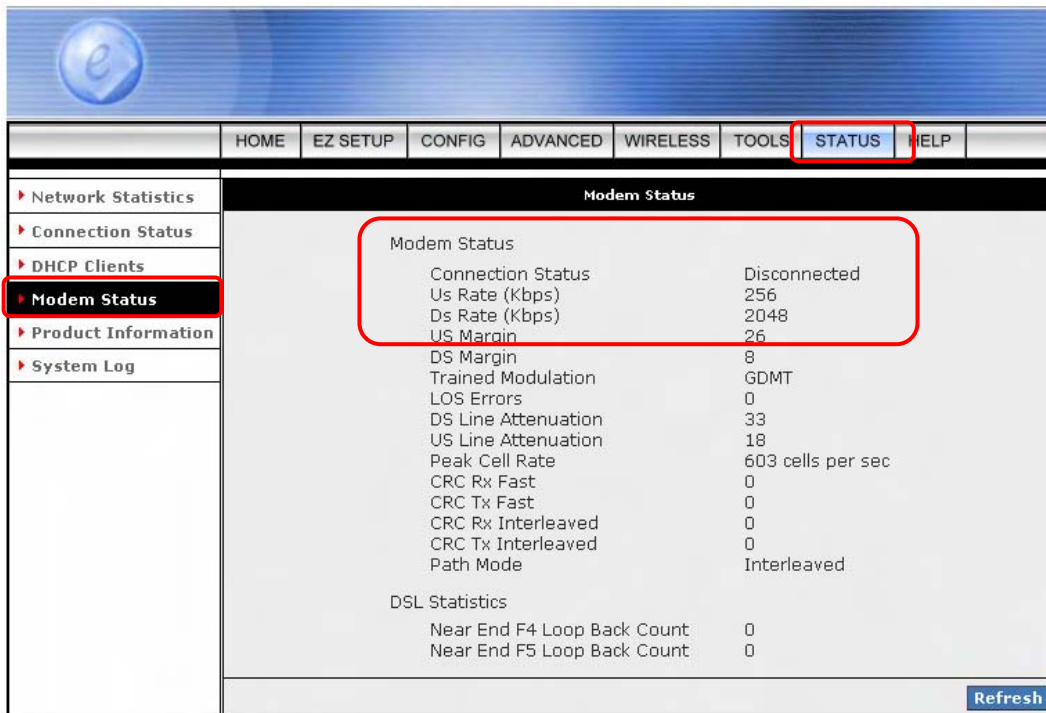 e
HOME EZ SETUP CONFIG ADVANCED WIRELESS TOOLS STATUS HELP
Network Statistics
Connection Status
DHCP Clients
Modem Status
Product Information
System Log
Modem Status
Modem Status
Connection Status Disconnected
Us Rate (Kbps) 256
Ds Rate (Kbps) 2048
US Margin 26
DS Margin 8
Trained Modulation GDMT
LOS Errors 0
DS Line Attenuation 33
US Line Attenuation 18
Peak Cell Rate 603 cells per sec
CRC Rx Fast 0
CRC Tx Fast 0
CRC Rx Interleaved 0
CRC Tx Interleaved 0
Path Mode Interleaved
DSL Statistics
Near End F4 Loop Back Count 0
Near End F5 Loop Back Count 0
Refresh